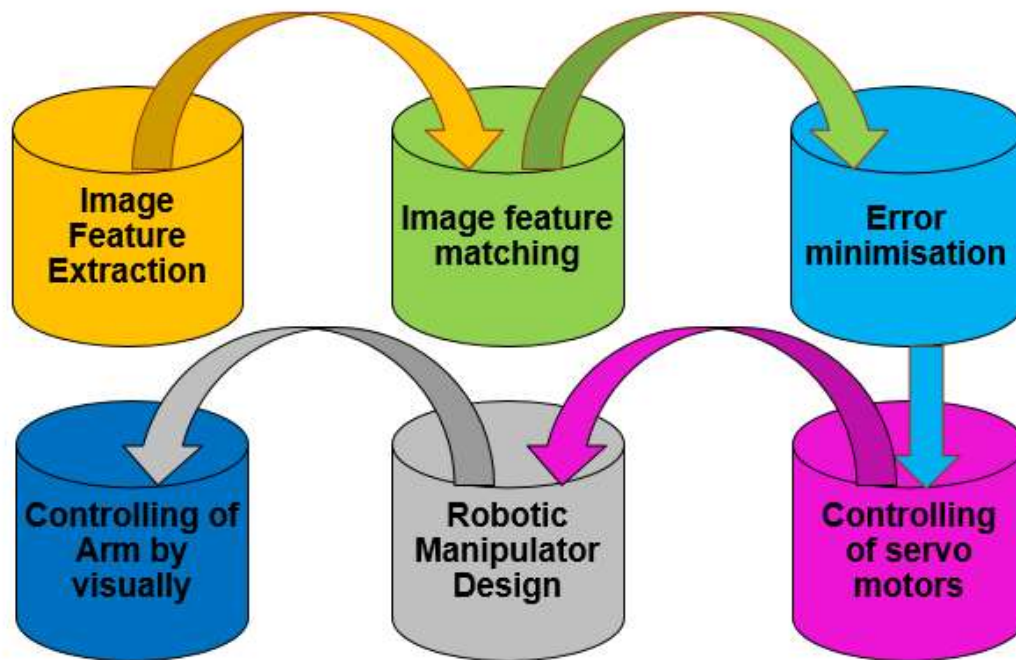 Image
Feature
Extraction
Image feature
matching
Error
minimisation
Controlling of
Arm by
visually
Robotic
Manipulator
Design
Controlling
of servo
motors